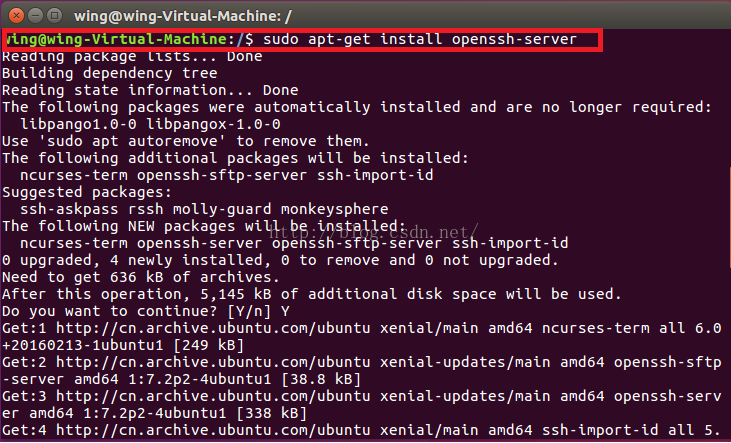 wing@wing-Virtual-Machine: /
wing@wing-Virtual-Machine:/$ sudo apt-get install openssh-server
Reading package lists... Done
Building dependency tree
Reading state information... Done
The following packages were automatically installed and are no longer required:
  libpango1.0-0 libpangox-1.0-0
Use 'sudo apt autoremove' to remove them.
The following additional packages will be installed:
  ncurses-term openssh-sftp-server ssh-import-id
Suggested packages:
  ssh-askpass rssh molly-guard monkeysphere
The following NEW packages will be installed:
http://blog.csdn.net/
  ncurses-term openssh-server openssh-sftp-server ssh-import-id
0 upgraded, 4 newly installed, 0 to remove and 0 not upgraded.
Need to get 636 kB of archives.
After this operation, 5,145 kB of additional disk space will be used.
Do you want to continue? [Y/n] Y
Get:1 http://cn.archive.ubuntu.com/ubuntu xenial/main amd64 ncurses-term all 6.0
+20160213-1ubuntu1 [249 kB]
Get:2 http://cn.archive.ubuntu.com/ubuntu xenial-updates/main amd64 openssh-sftp
-server amd64 1:7.2p2-4ubuntu1 [38.8 kB]
Get:3 http://cn.archive.ubuntu.com/ubuntu xenial-updates/main amd64 openssh-serv
er amd64 1:7.2p2-4ubuntu1 [338 kB]
Get:4 http://cn.archive.ubuntu.com/ubuntu xenial/main amd64 ssh-import-id all 5.